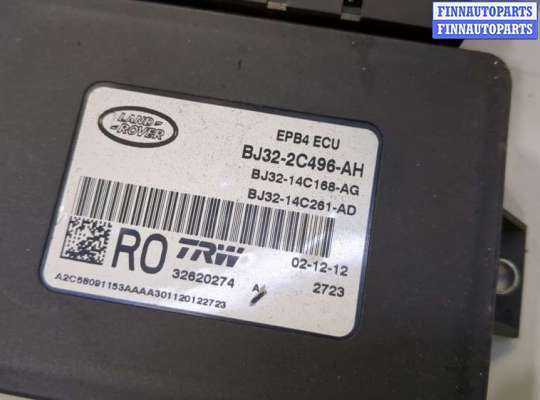 FINNAUTOPARTS
FINNAUTOPARTS
LAND
ROVER
EPB4 ECU
BJ32-2C496-AH
BJ32-14C168-AG
BJ32-14C261-AD
RO TRW
32620274 A
02-12-12
2723
A2C58091153AAAA301120122723